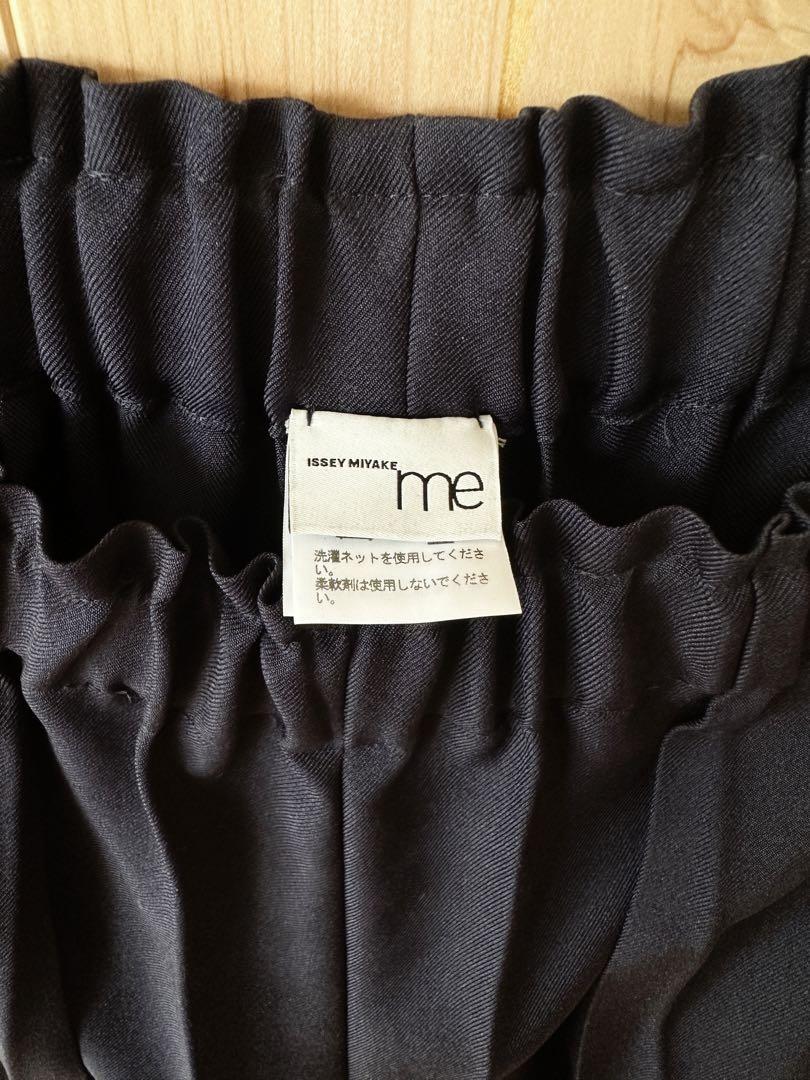 ISSEY MIYAKE
me
洗濯ネットを使用してくださ
い。
柔軟剤は使用しないでくださ
い。